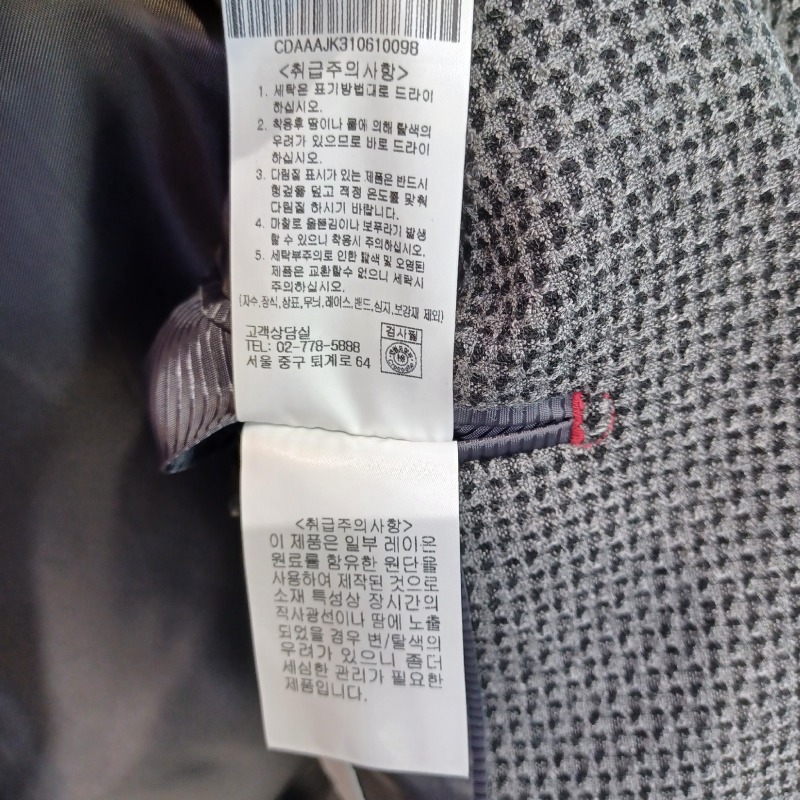 CDAAAJK310610098
<취급주의사항>
1. 세탁은 표기방법대로 드라이
하십시오.
2. 착용후 땀이나 물에 의해 탈색의
우려가 있으므로 바로 드라이
하십시오.
3. 다림질 표시가 있는 제품은 반드시
헝겊을 덮고 적정 온도를 맞춰
다림질 하시기 바랍니다.
4. 마찰로 올뜯김이나 보푸라기 발생
할 수 있으니 착용시 주의하십시오.
5. 세탁부주의로 인한 탈색 및 오염된
제품은 교환할수 없으니 세탁시
주의하십시오.
(자수,장식,상표,무늬,레이스,밴드,심지,보강재 제외)
고객상담실
TEL: 02-778-5888
서울 중구 퇴계로 64
검사필
<취급주의사항>
이 제품은 일부 레이온
원료를 함유한 원단을
사용하여 제작된 것으로
소재 특성상 장시간의
직사광선이나 땀에 노출
되었을 경우 변/탈색의
우려가 있으니 좀더
세심한 관리가 필요한
제품입니다.